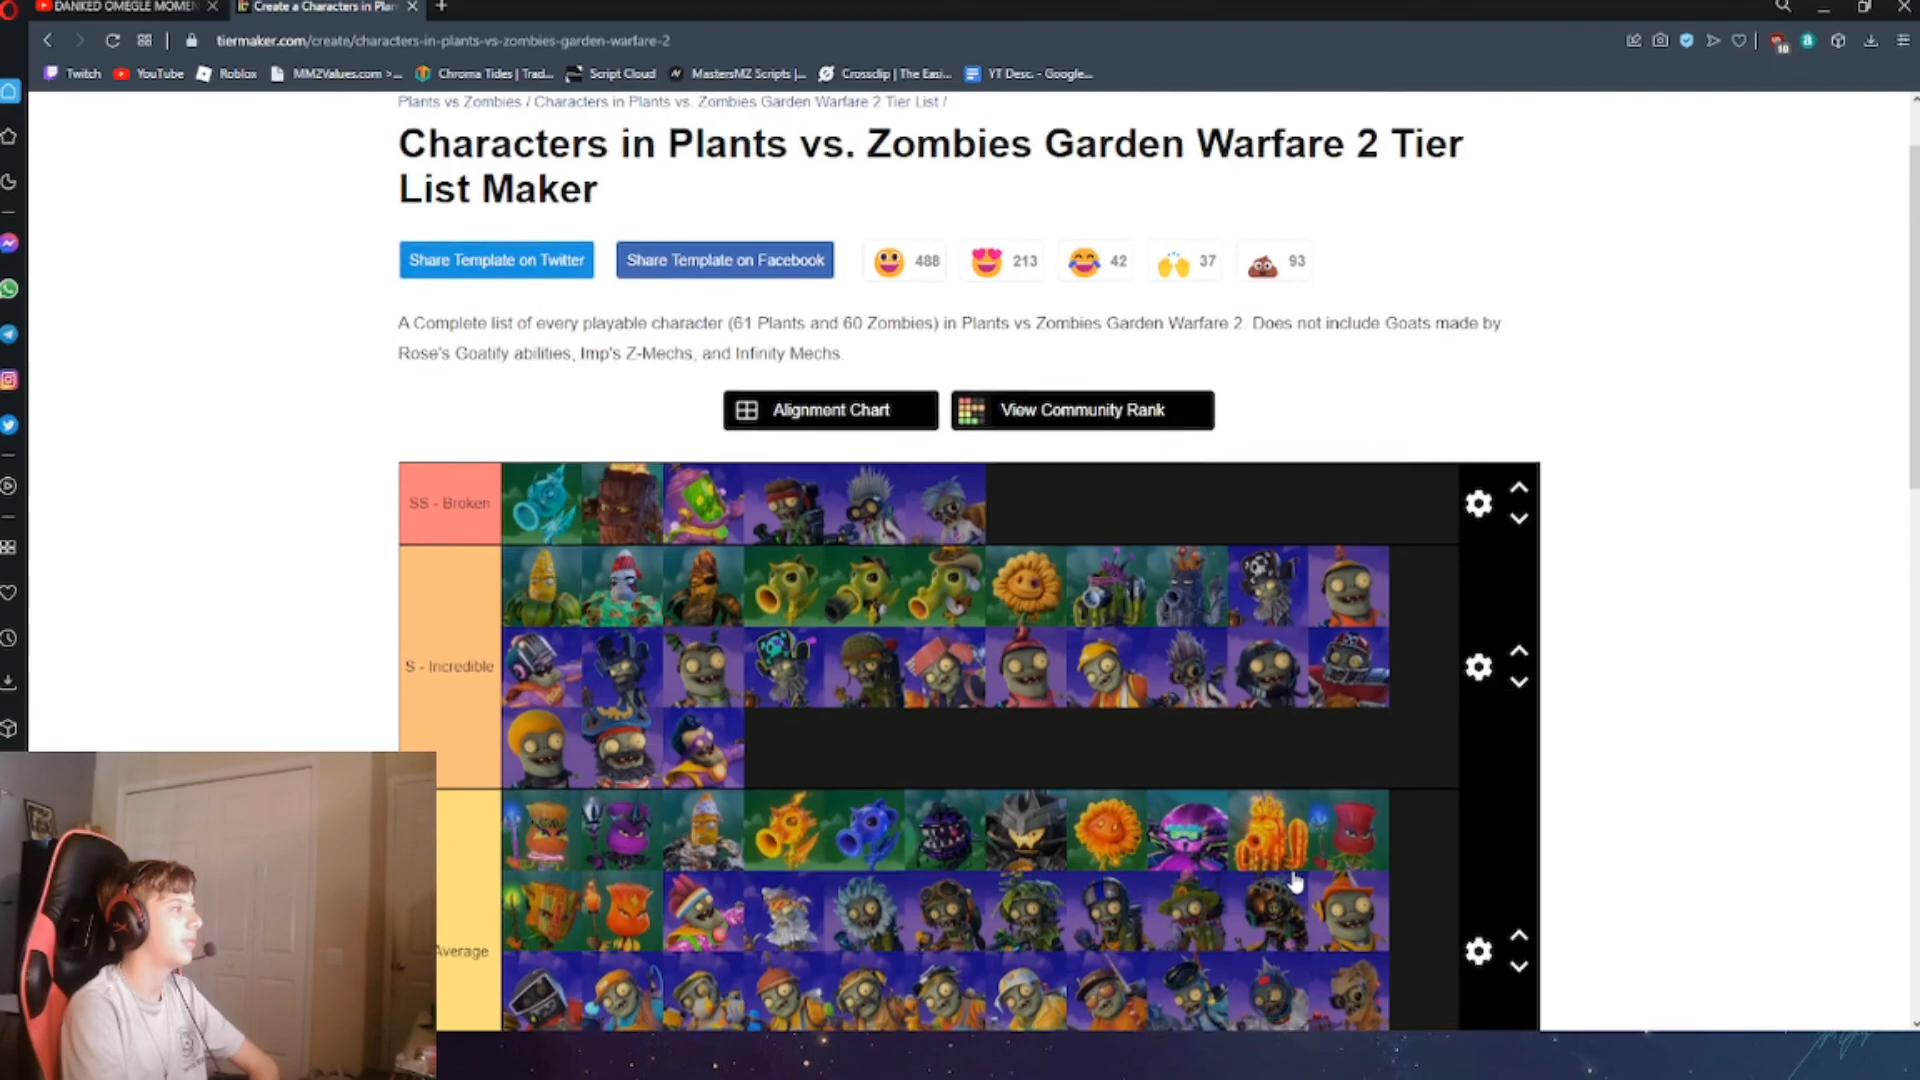 DANKED OMEGLE MOMEN
Create a Characters in Plan
tiermaker.com/create/characters-in-plants-vs-zombies-garden-warfare-2
10
Twitch
YouTube
Roblox
MM2Values.com >...
Chroma Tides | Trad...
Script Cloud
MastersMZ Scripts |...
Crossclip | The Easi...
YT Desc. - Google...
Plants vs Zombies / Characters in Plants vs. Zombies Garden Warfare 2 Tier List /
Characters in Plants vs. Zombies Garden Warfare 2 Tier
List Maker
Share Template on Twitter
Share Template on Facebook
488
213
42
37
93
A Complete list of every playable character (61 Plants and 60 Zombies) in Plants vs Zombies Garden Warfare 2. Does not include Goats made by
Rose's Goatify abilities, Imp's Z-Mechs, and Infinity Mechs.
Alignment Chart
View Community Rank
SS - Broken
S - Incredible
Average